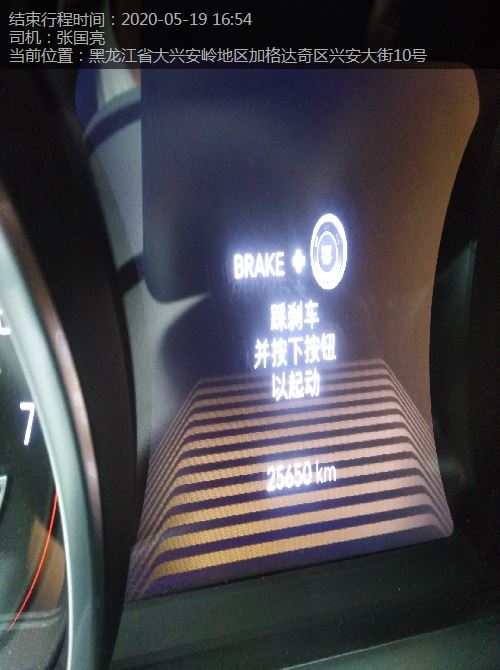 结束行程时间：2020-05-19 16:54
司机：张国亮
当前位置：黑龙江省大兴安岭地区加格达奇区兴安大街10号
BRAKE +
踩刹车
并按下按钮
以起动
7
25650 km